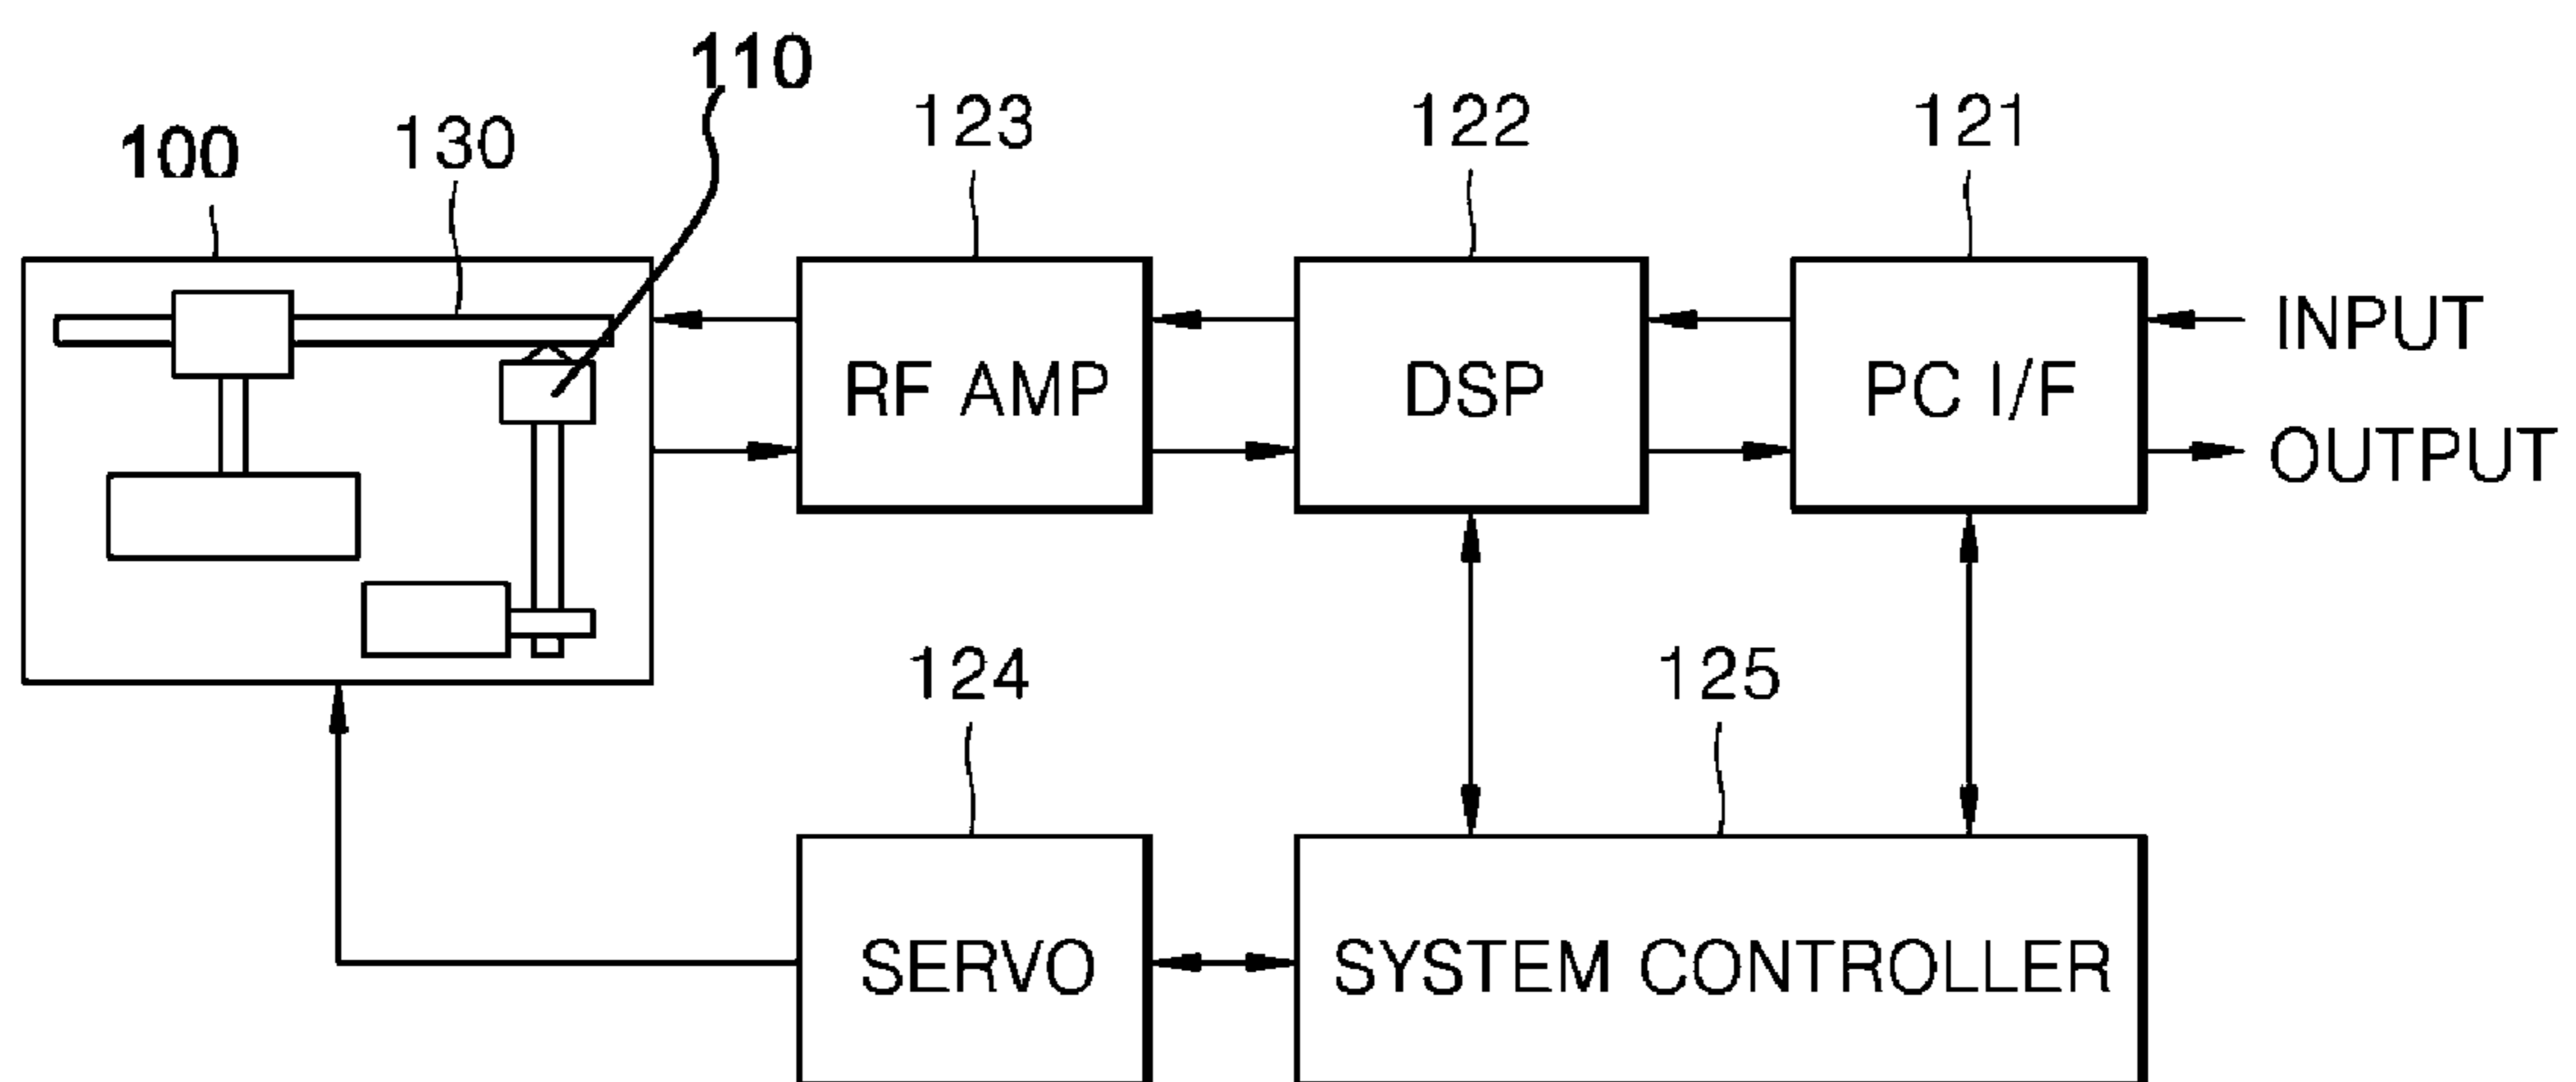 110
100
130
123
122
121
RF AMP
DSP
PC I/F
INPUT
OUTPUT
124
125
SERVO
SYSTEM CONTROLLER